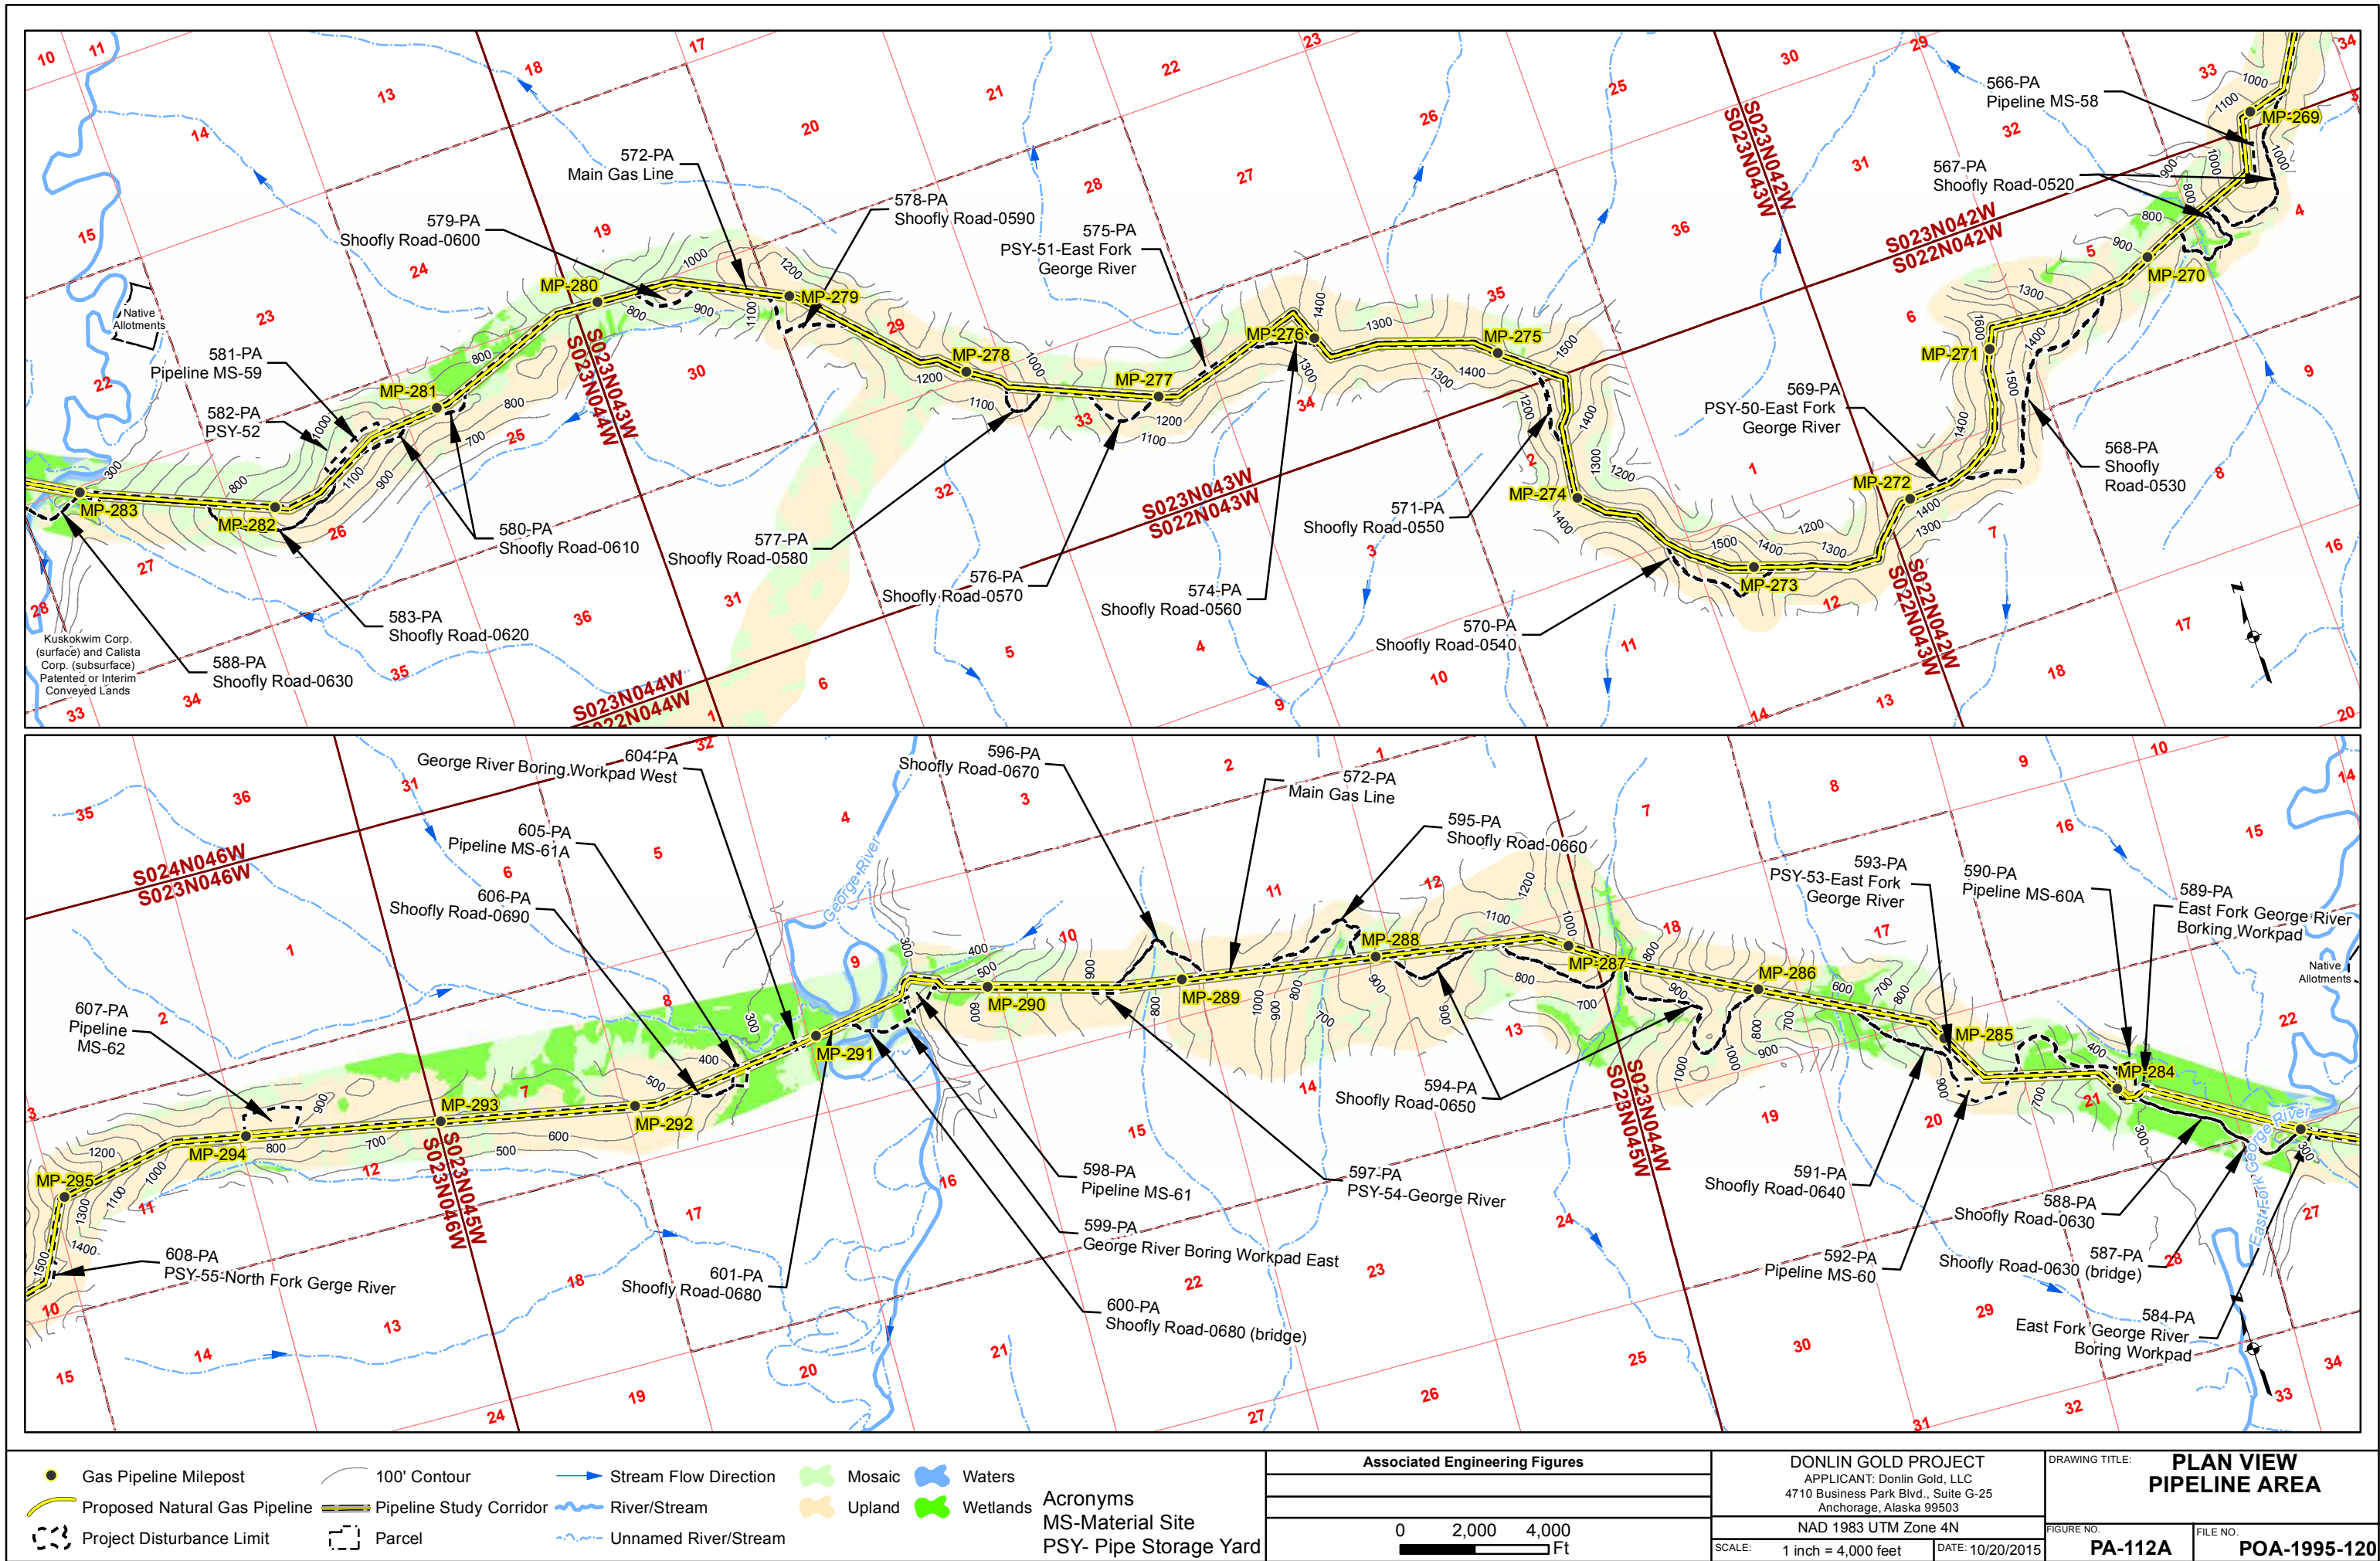 566-PA
Pipeline MS-58
MP-269
567-PA
Shoofly Road-0520
MP-270
S023N042W
S023N043W
S023N042W
S022N042W
MP-271
568-PA
Shoofly
Road-0530
569-PA
PSY-50-East Fork
George River
MP-272
S022N042W
S022N043W
MP-273
570-PA
Shoofly Road-0540
MP-274
571-PA
Shoofly Road-0550
MP-275
574-PA
Shoofly Road-0560
MP-276
575-PA
PSY-51-East Fork
George River
S023N043W
S022N043W
MP-277
576-PA
Shoofly Road-0570
577-PA
Shoofly Road-0580
MP-278
578-PA
Shoofly Road-0590
MP-279
572-PA
Main Gas Line
579-PA
Shoofly Road-0600
MP-280
S023N043W
S023N044W
S023N044W
S022N044W
MP-281
580-PA
Shoofly Road-0610
581-PA
Pipeline MS-59
582-PA
PSY-52
MP-282
583-PA
Shoofly Road-0620
MP-283
588-PA
Shoofly Road-0630
Native
Allotments
Kuskokwim Corp.
(surface) and Calista
Corp. (subsurface)
Patented or Interim
Conveyed Lands
604-PA
George River Boring Workpad West
605-PA
Pipeline MS-61A
606-PA
Shoofly Road-0690
S024N046W
S023N046W
607-PA
Pipeline
MS-62
MP-295
MP-294
MP-293
MP-292
MP-291
MP-290
MP-289
MP-288
MP-287
MP-286
MP-285
MP-284
608-PA
PSY-55-North Fork Gerge River
S023N045W
S023N046W
601-PA
Shoofly Road-0680
George River
596-PA
Shoofly Road-0670
572-PA
Main Gas Line
595-PA
Shoofly Road-0660
598-PA
Pipeline MS-61
599-PA
George River Boring Workpad East
600-PA
Shoofly Road-0680 (bridge)
597-PA
PSY-54-George River
594-PA
Shoofly Road-0650
S023N044W
S023N045W
593-PA
PSY-53-East Fork
George River
590-PA
Pipeline MS-60A
589-PA
East Fork George River
Borking Workpad
Native
Allotments
591-PA
Shoofly Road-0640
592-PA
Pipeline MS-60
588-PA
Shoofly Road-0630
587-PA
Shoofly Road-0630 (bridge)
584-PA
East Fork George River
Boring Workpad
East Fork George River
Gas Pipeline Milepost
Proposed Natural Gas Pipeline
Project Disturbance Limit
100' Contour
Pipeline Study Corridor
Parcel
Stream Flow Direction
River/Stream
Unnamed River/Stream
Mosaic
Upland
Waters
Wetlands
Acronyms
MS-Material Site
PSY- Pipe Storage Yard
Associated Engineering Figures
0 2,000 4,000
Ft
DONLIN GOLD PROJECT
APPLICANT: Donlin Gold, LLC
4710 Business Park Blvd., Suite G-25
Anchorage, Alaska 99503
NAD 1983 UTM Zone 4N
SCALE: 1 inch = 4,000 feet
DATE: 10/20/2015
DRAWING TITLE: PLAN VIEW
PIPELINE AREA
FIGURE NO. PA-112A
FILE NO. POA-1995-120